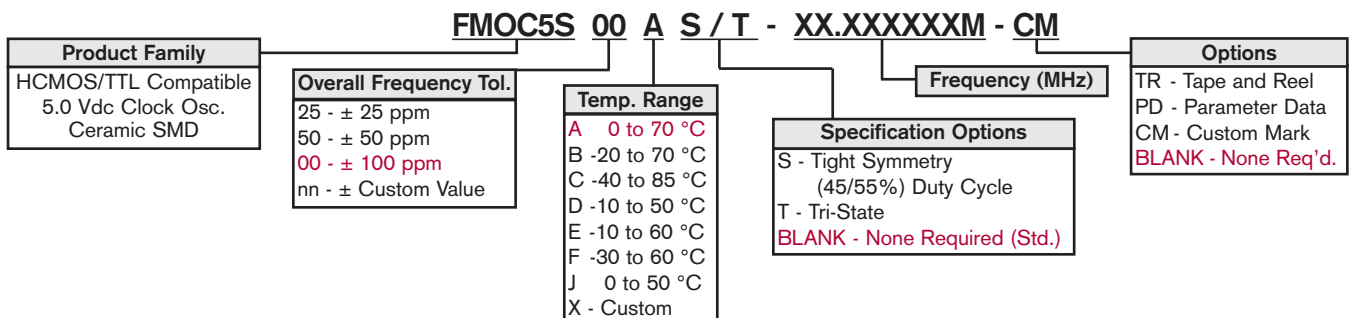 FMOC5S 00 A S / T - XX.XXXXXXM - CM
Product Family
HCMOS/TTL Compatible
5.0 Vdc Clock Osc.
Ceramic SMD
Overall Frequency Tol.
25 - ± 25 ppm
50 - ± 50 ppm
00 - ± 100 ppm
nn - ± Custom Value
Temp. Range
A 0 to 70 °C
B -20 to 70 °C
C -40 to 85 °C
D -10 to 50 °C
E -10 to 60 °C
F -30 to 60 °C
J 0 to 50 °C
X - Custom
Specification Options
S - Tight Symmetry
(45/55%) Duty Cycle
T - Tri-State
BLANK - None Required (Std.)
Frequency (MHz)
Options
TR - Tape and Reel
PD - Parameter Data
CM - Custom Mark
BLANK - None Req'd.